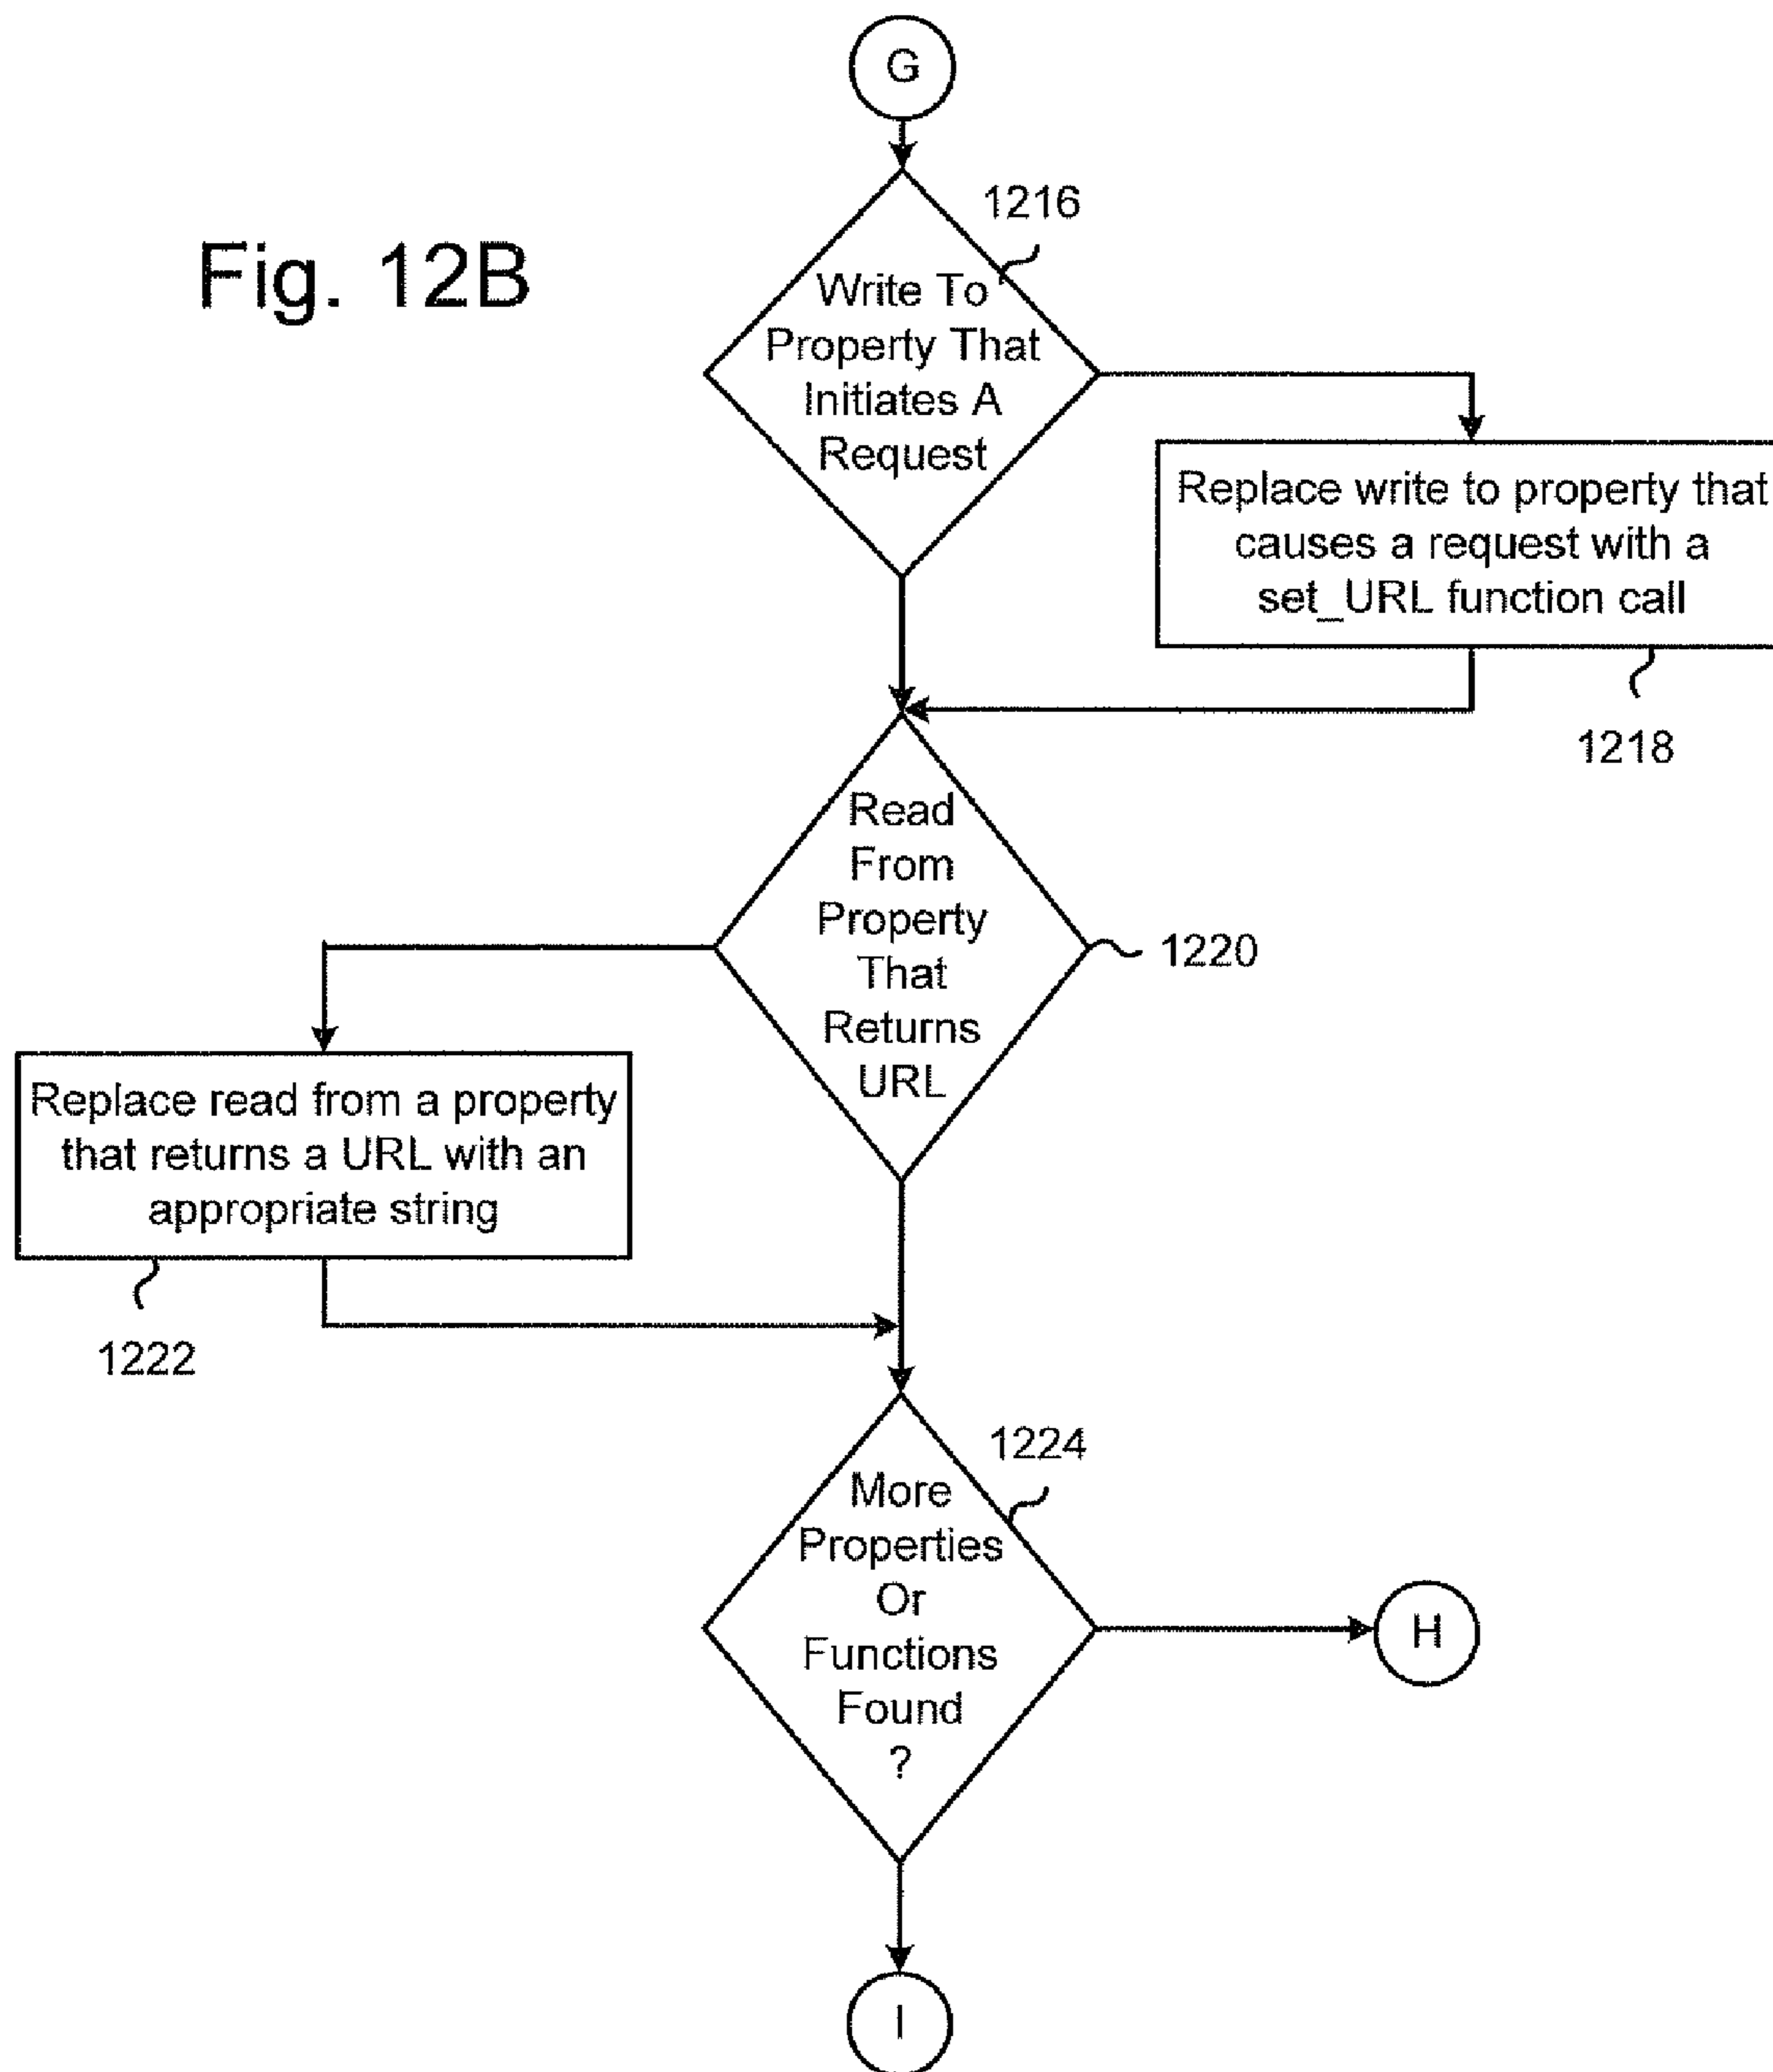 G
Fig. 12B
1216
Write To
Property That
Initiates A
Request
Replace write to property that
causes a request with a
set_URL function call
1218
Read
From
Property
That
Returns
URL
1220
Replace read from a property
that returns a URL with an
appropriate string
1222
1224
More
Properties
Or
Functions
Found
?
H
I